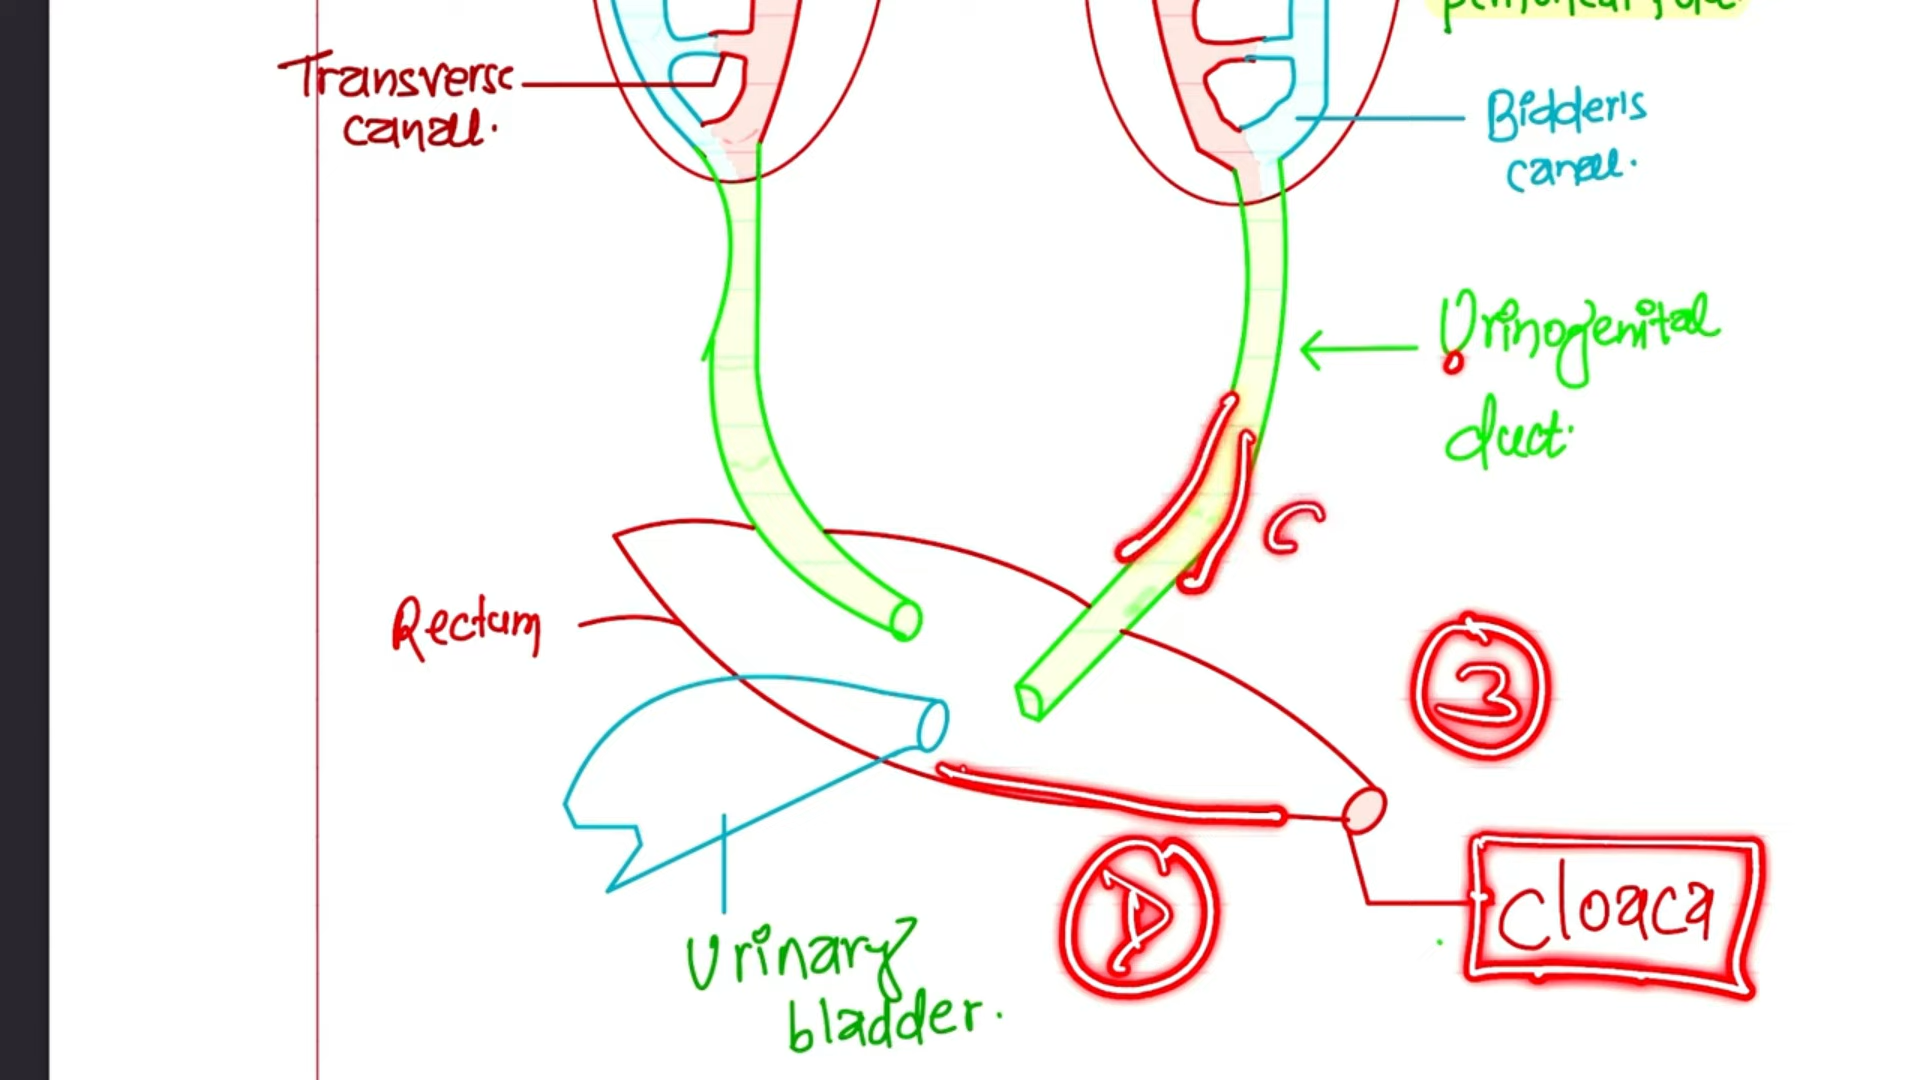 Transverse
canal.
Bidder's
canal.
Urinogenital
duct.
C
Rectum
3
P
Cloaca
Urinary
bladder.